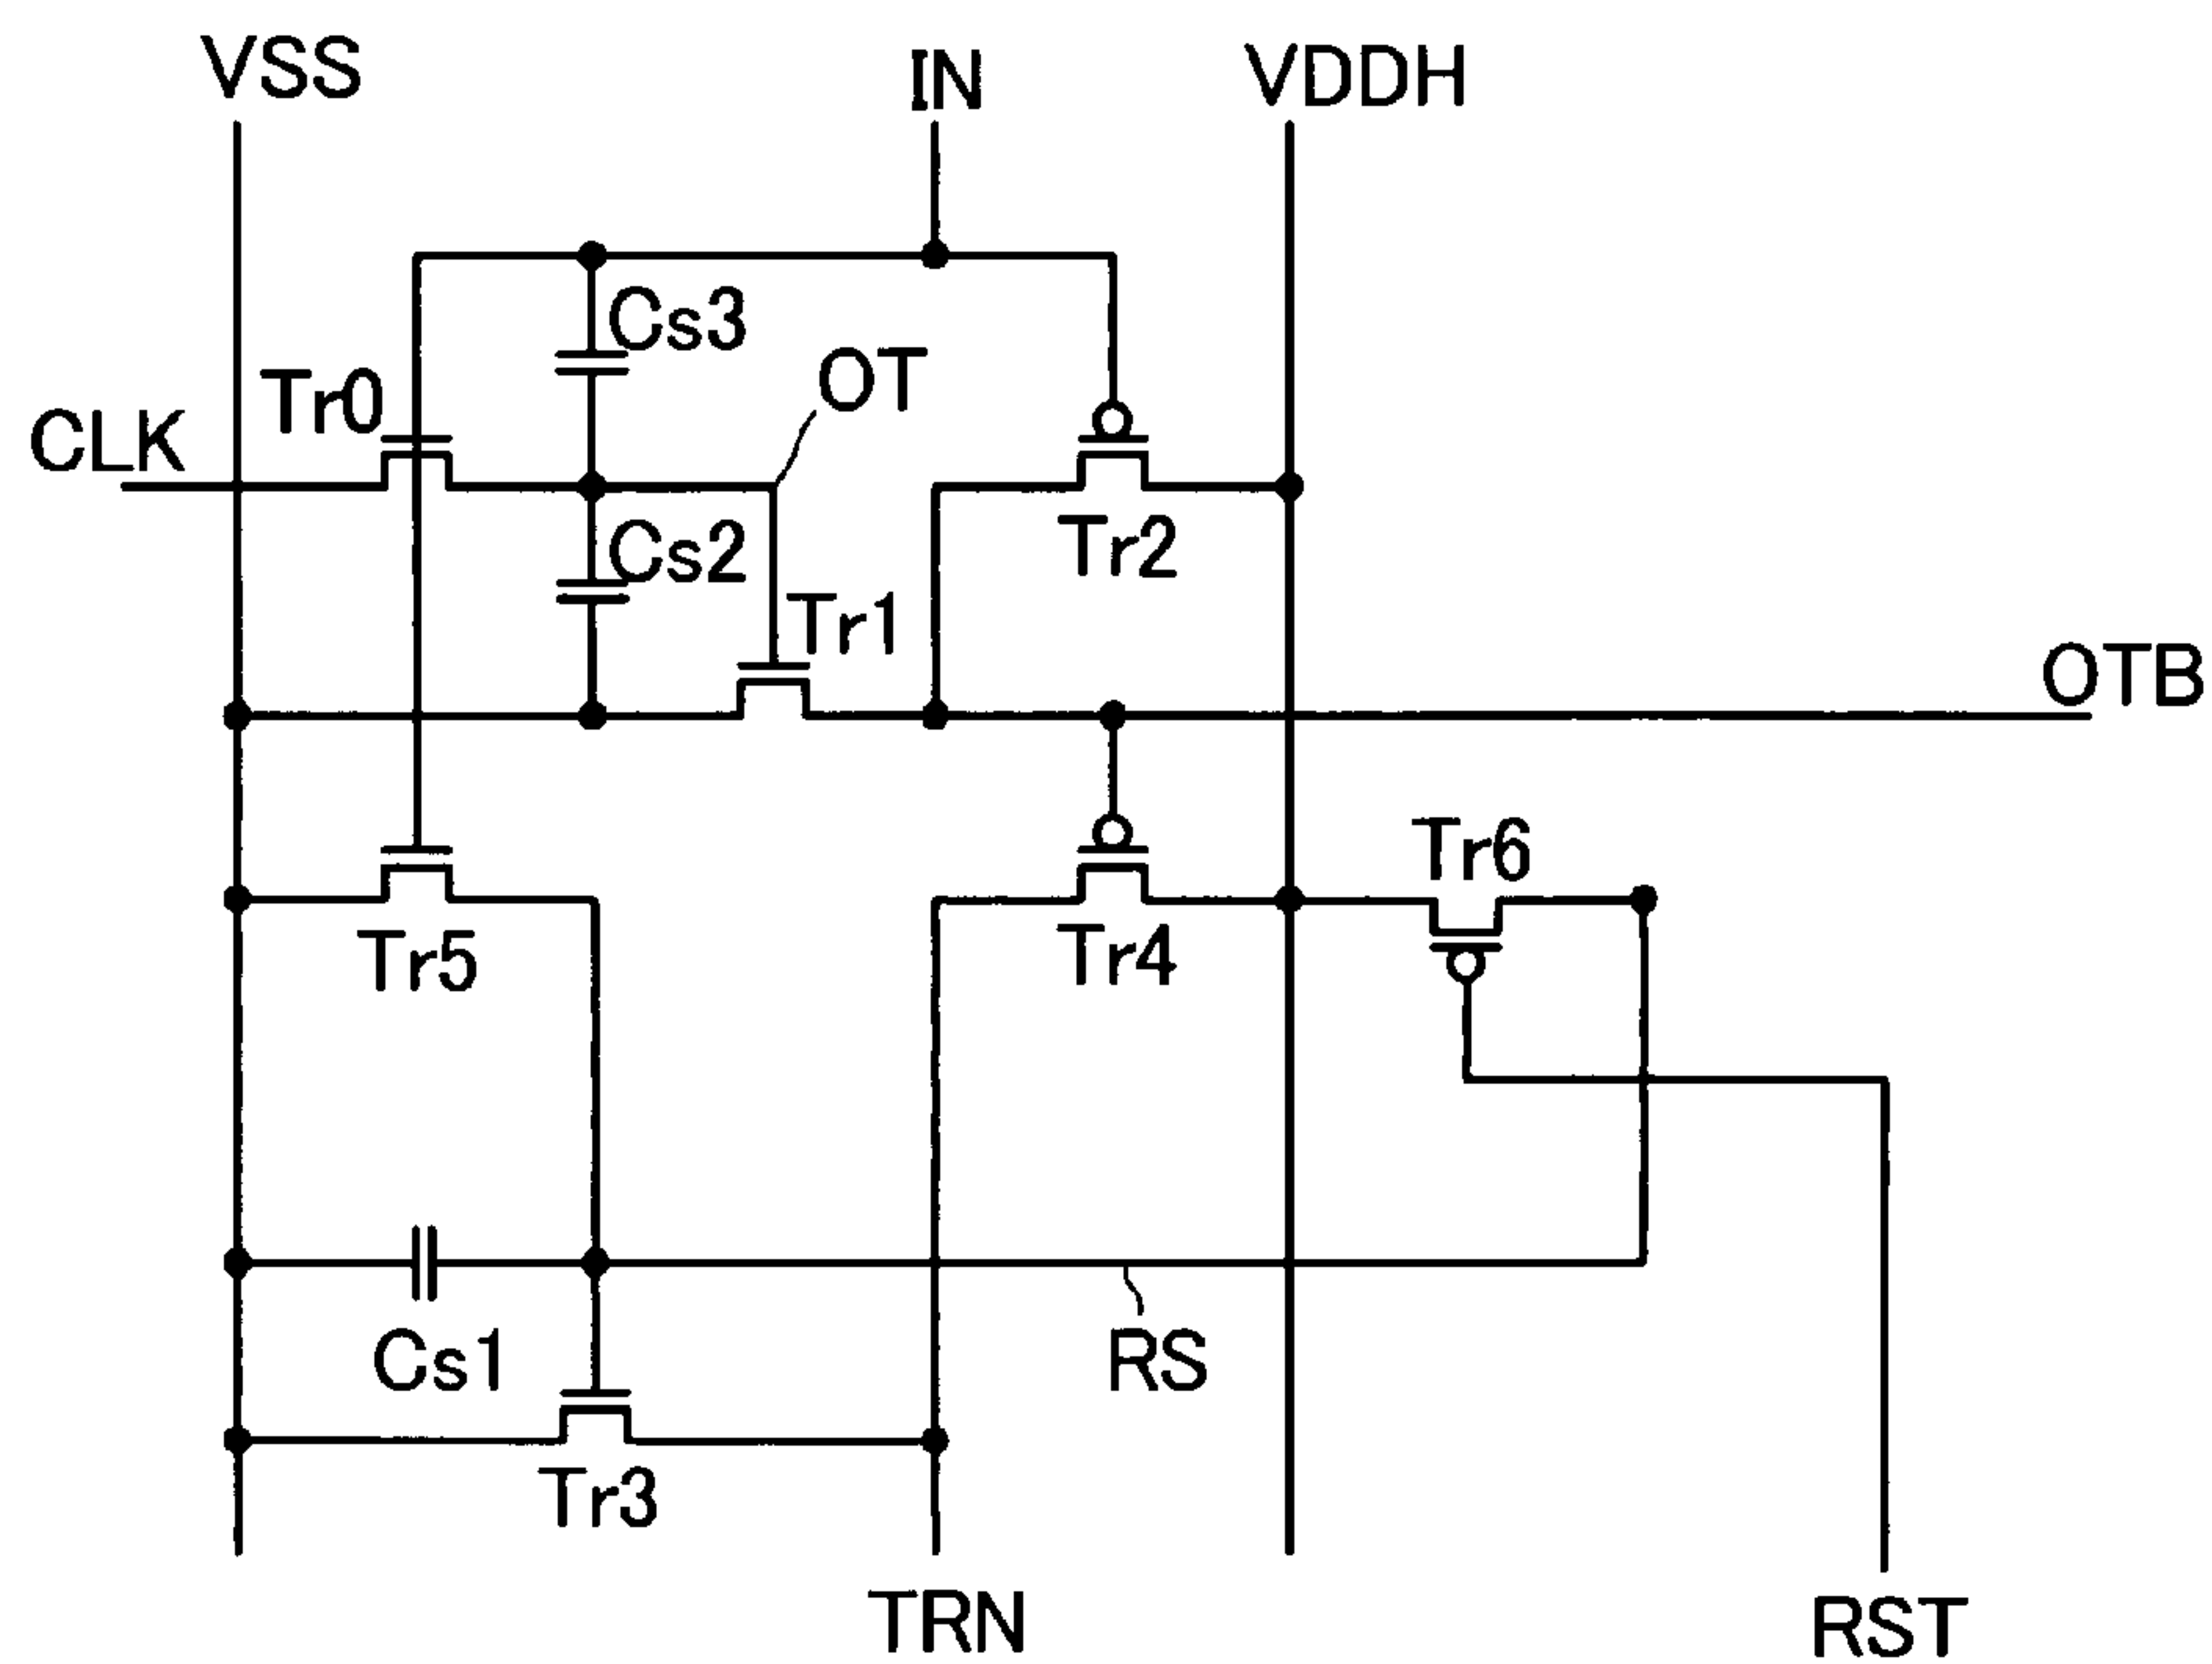 VSS
IN
VDDH
Cs3
OT
Tr0
CLK
Cs2
Tr2
Tr1
OTB
Tr6
Tr5
Tr4
Cs1
RS
Tr3
TRN
RST